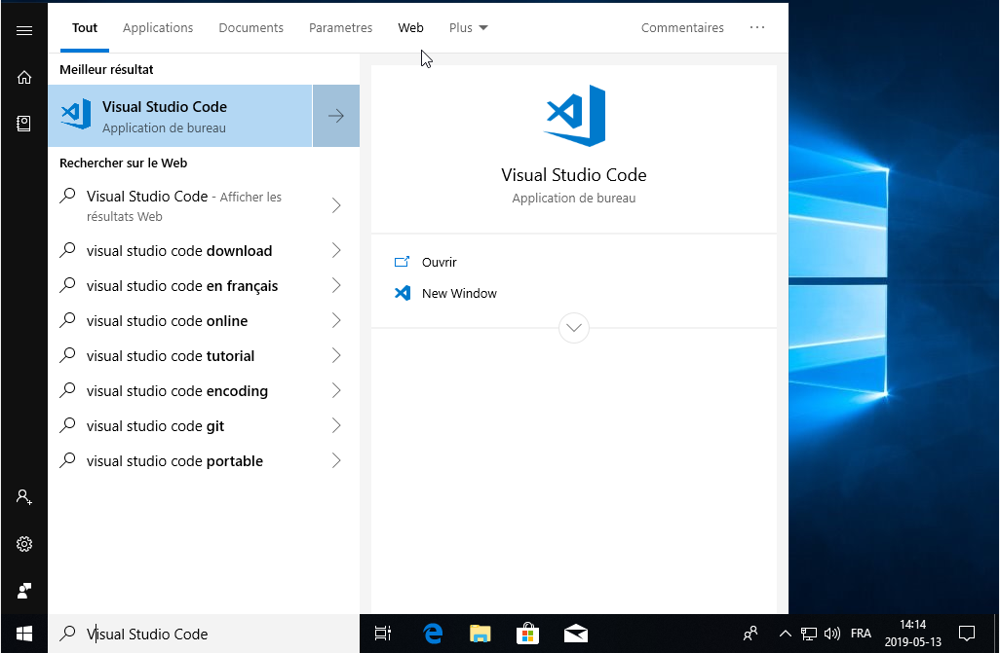 Tout Applications Documents Parametres Web Plus Commentaires ...
Meilleur résultat
Visual Studio Code
Application de bureau
Rechercher sur le Web
Visual Studio Code - Afficher les
résultats Web
visual studio code download
visual studio code en français
visual studio code online
visual studio code tutorial
visual studio code encoding
visual studio code git
visual studio code portable
Visual Studio Code
Application de bureau
Ouvrir
New Window
Visual Studio Code
FRA
14:14
2019-05-13